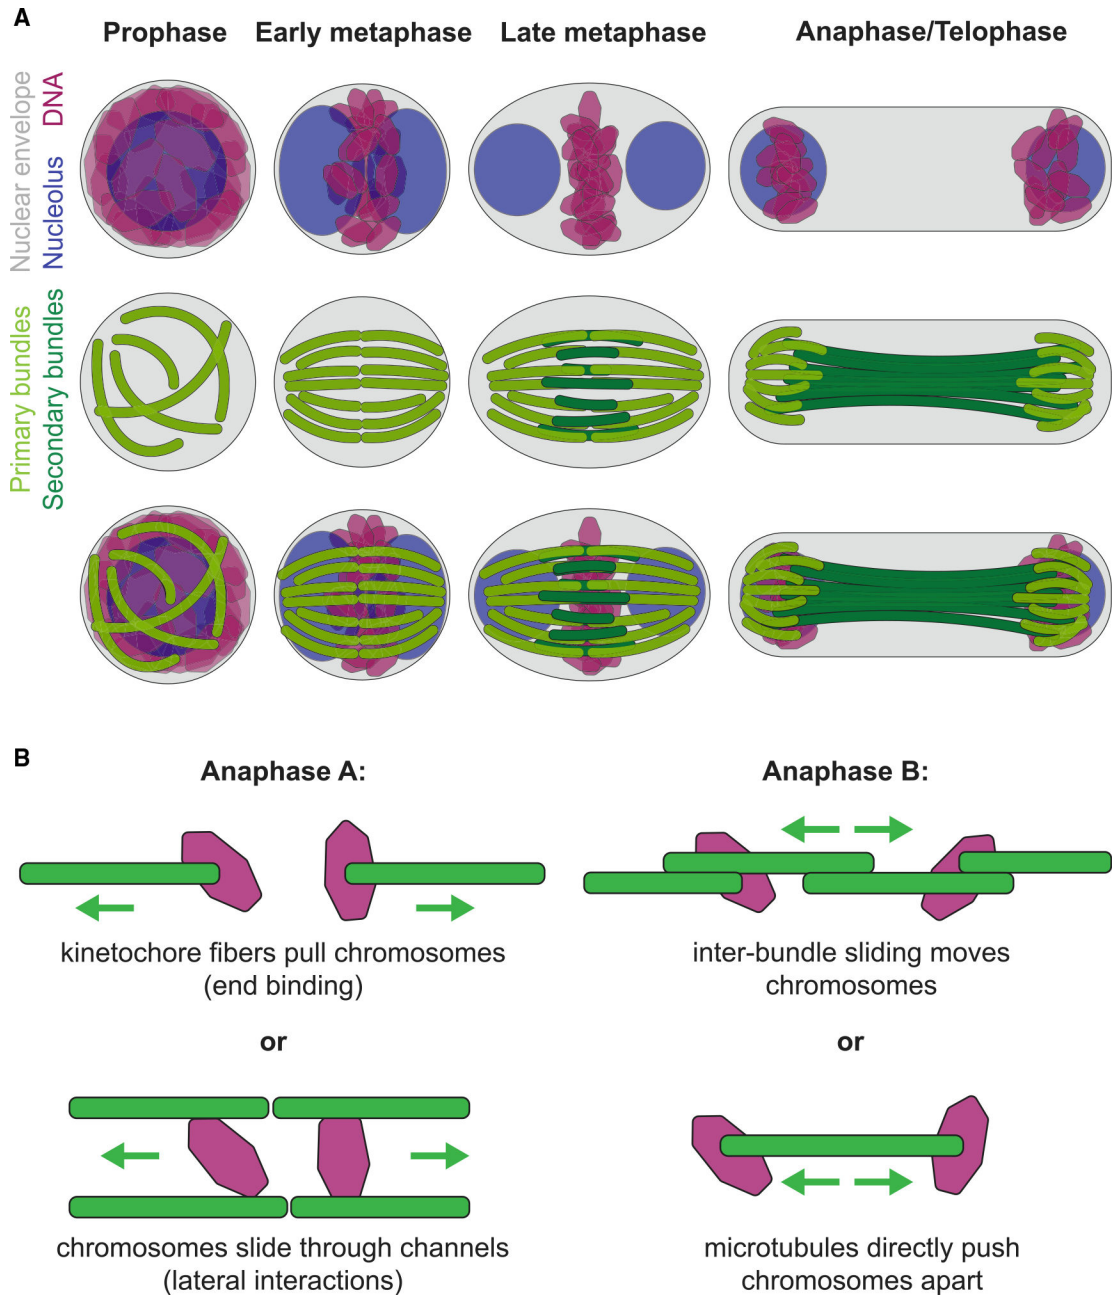 A
Prophase
Early metaphase
Late metaphase
Anaphase/Telophase
Nuclear envelope
Nucleolus
DNA
Primary bundles
Secondary bundles
B
Anaphase A:
Anaphase B:
kinetochore fibers pull chromosomes
(end binding)
inter-bundle sliding moves
chromosomes
or
or
chromosomes slide through channels
(lateral interactions)
microtubules directly push
chromosomes apart